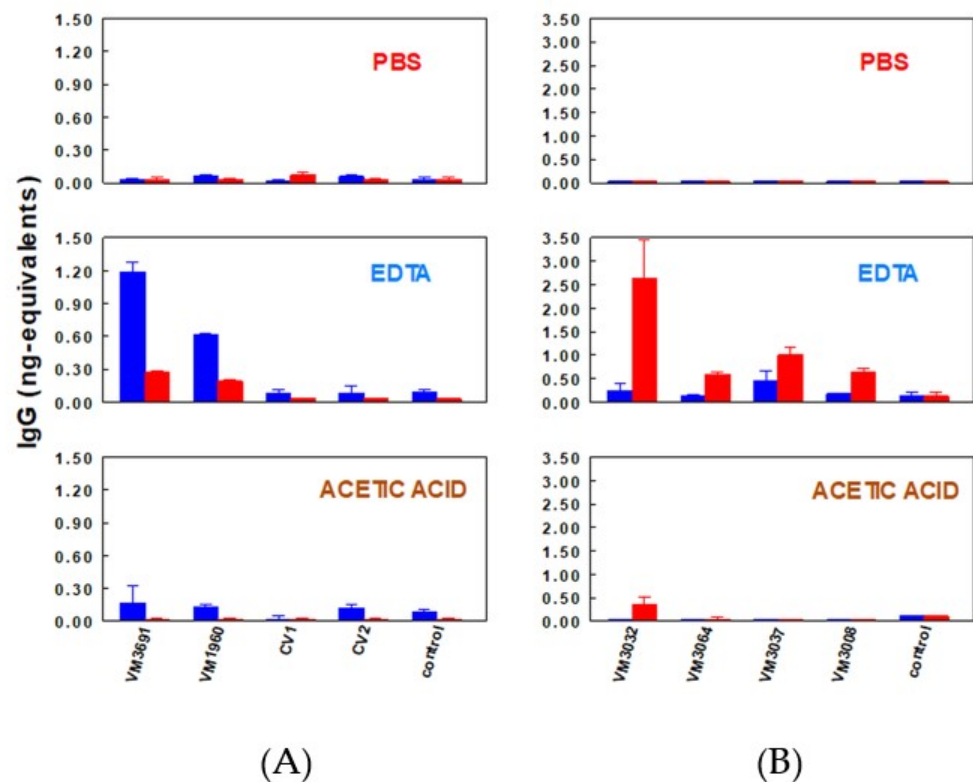 IgG (ng-equivalents)
1.50
1.20
0.90
0.60
0.30
0.00
PBS
1.50
1.20
0.90
0.60
0.30
0.00
EDTA
1.50
1.20
0.90
0.60
0.30
0.00
ACETIC ACID
VM3691
VM1960
CV1
CV2
control
(A)
3.50
3.00
2.50
2.00
1.50
1.00
0.50
0.00
PBS
3.50
3.00
2.50
2.00
1.50
1.00
0.50
0.00
EDTA
3.50
3.00
2.50
2.00
1.50
1.00
0.50
0.00
ACETIC ACID
VM3032
VM3064
VM3037
VM3008
control
(B)